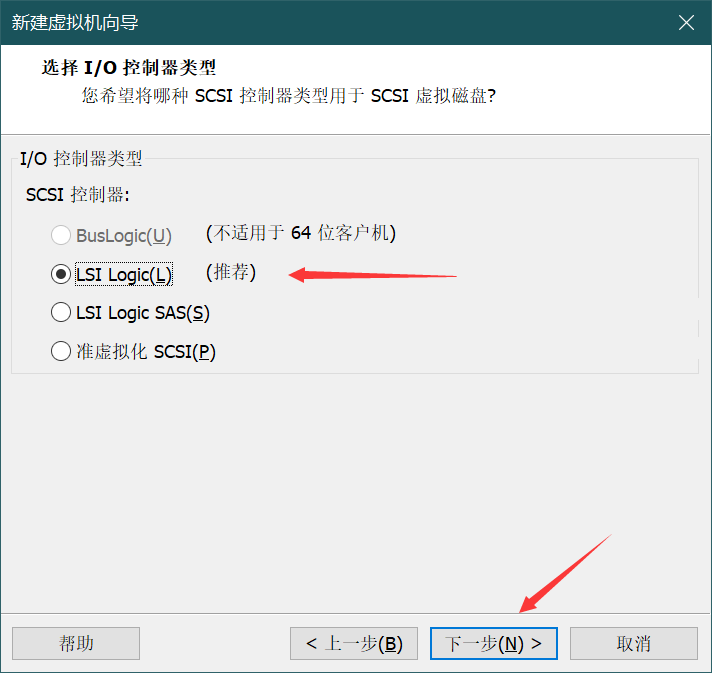 新建虚拟机向导
选择 I/O 控制器类型
您希望将哪种 SCSI 控制器类型用于 SCSI 虚拟磁盘?
I/O 控制器类型
SCSI 控制器:
BusLogic(U) (不适用于 64 位客户机)
LSI Logic(L) (推荐)
LSI Logic SAS(S)
准虚拟化 SCSI(P)
帮助 < 上一步(B) 下一步(N) > 取消